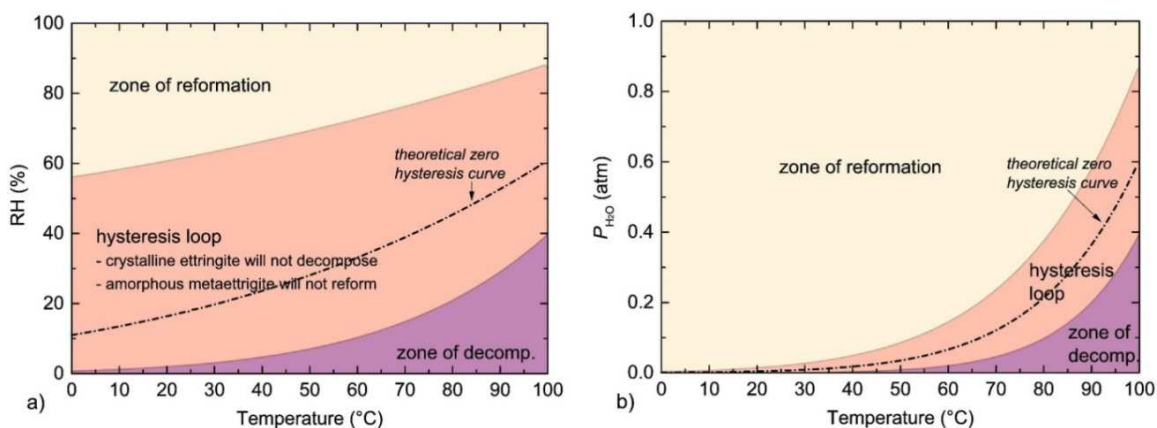 100
80
60
40
20
0
RH (%)
zone of reformation
theoretical zero
hysteresis curve
hysteresis loop
- crystalline ettringite will not decompose
- amorphous metaettrigite will not reform
zone of decomp.
0 10 20 30 40 50 60 70 80 90 100
Temperature (°C)
a)
1.0
0.8
0.6
0.4
0.2
0.0
P_H₂O (atm)
zone of reformation
theoretical zero
hysteresis curve
hysteresis
loop
zone of
decomp.
0 10 20 30 40 50 60 70 80 90 100
Temperature (°C)
b)